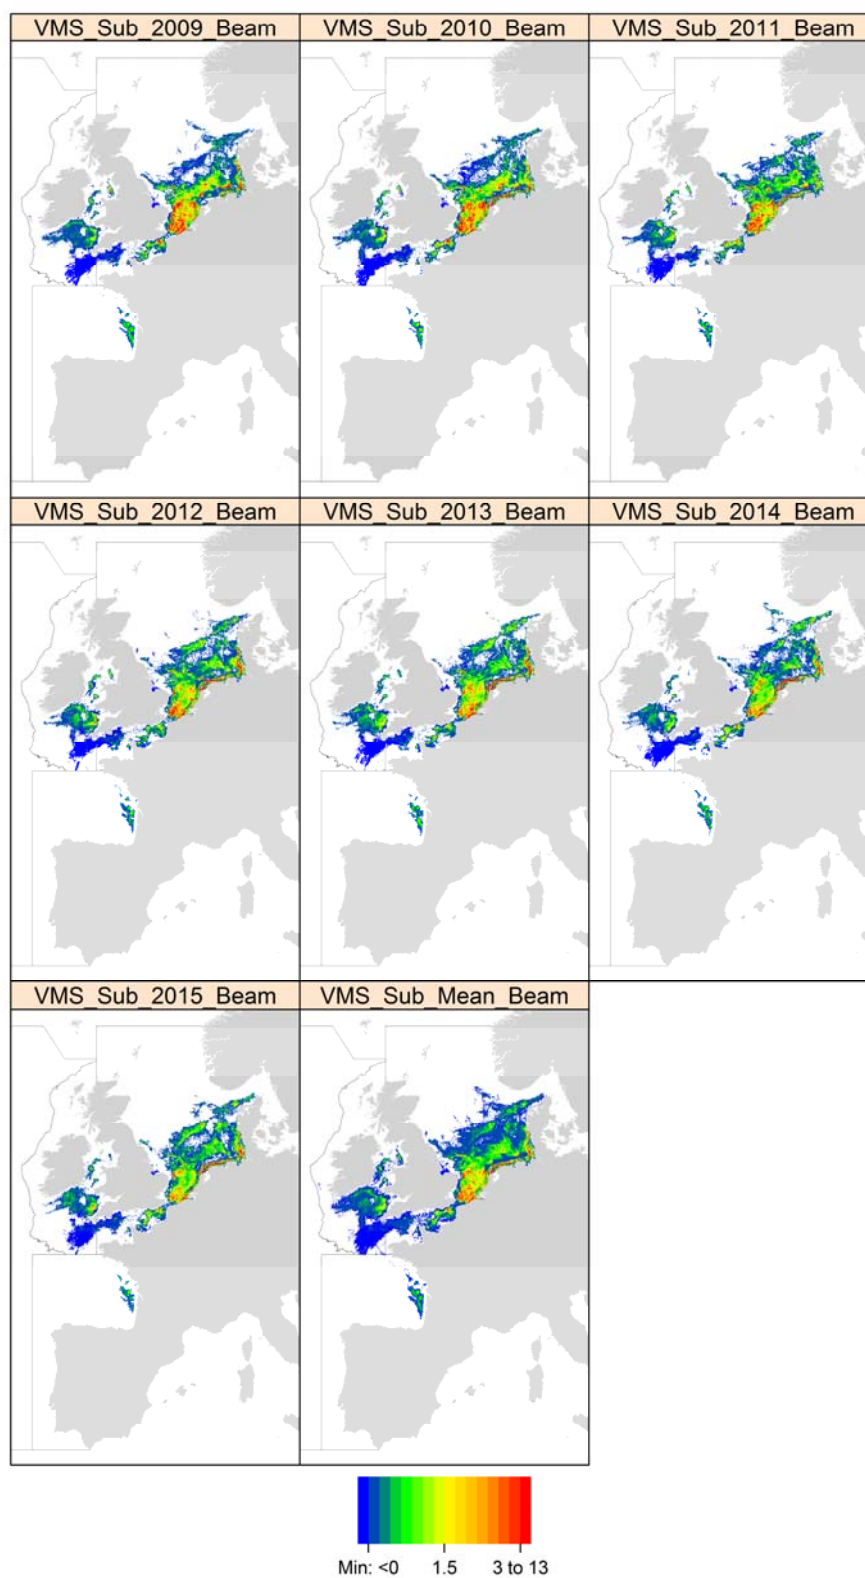 VMS_Sub_2009_Beam
VMS_Sub_2010_Beam
VMS_Sub_2011_Beam
VMS_Sub_2012_Beam
VMS_Sub_2013_Beam
VMS_Sub_2014_Beam
VMS_Sub_2015_Beam
VMS_Sub_Mean_Beam
Min: <0 1.5 3 to 13